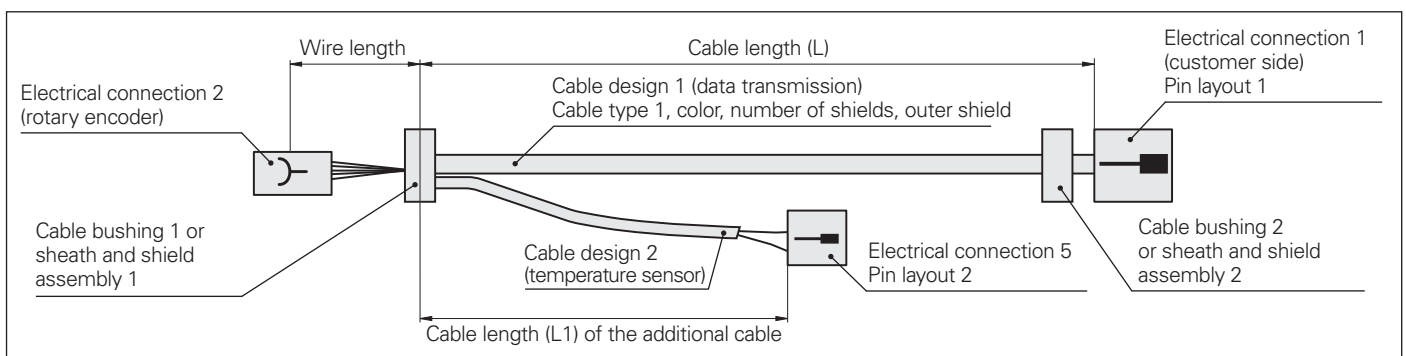 Wire length
Cable length (L)
Electrical connection 1
(customer side)
Pin layout 1
Electrical connection 2
(rotary encoder)
Cable design 1 (data transmission)
Cable type 1, color, number of shields, outer shield
Cable bushing 1 or
sheath and shield
assembly 1
Cable design 2
(temperature sensor)
Electrical connection 5
Pin layout 2
Cable bushing 2
or sheath and shield
assembly 2
Cable length (L1) of the additional cable